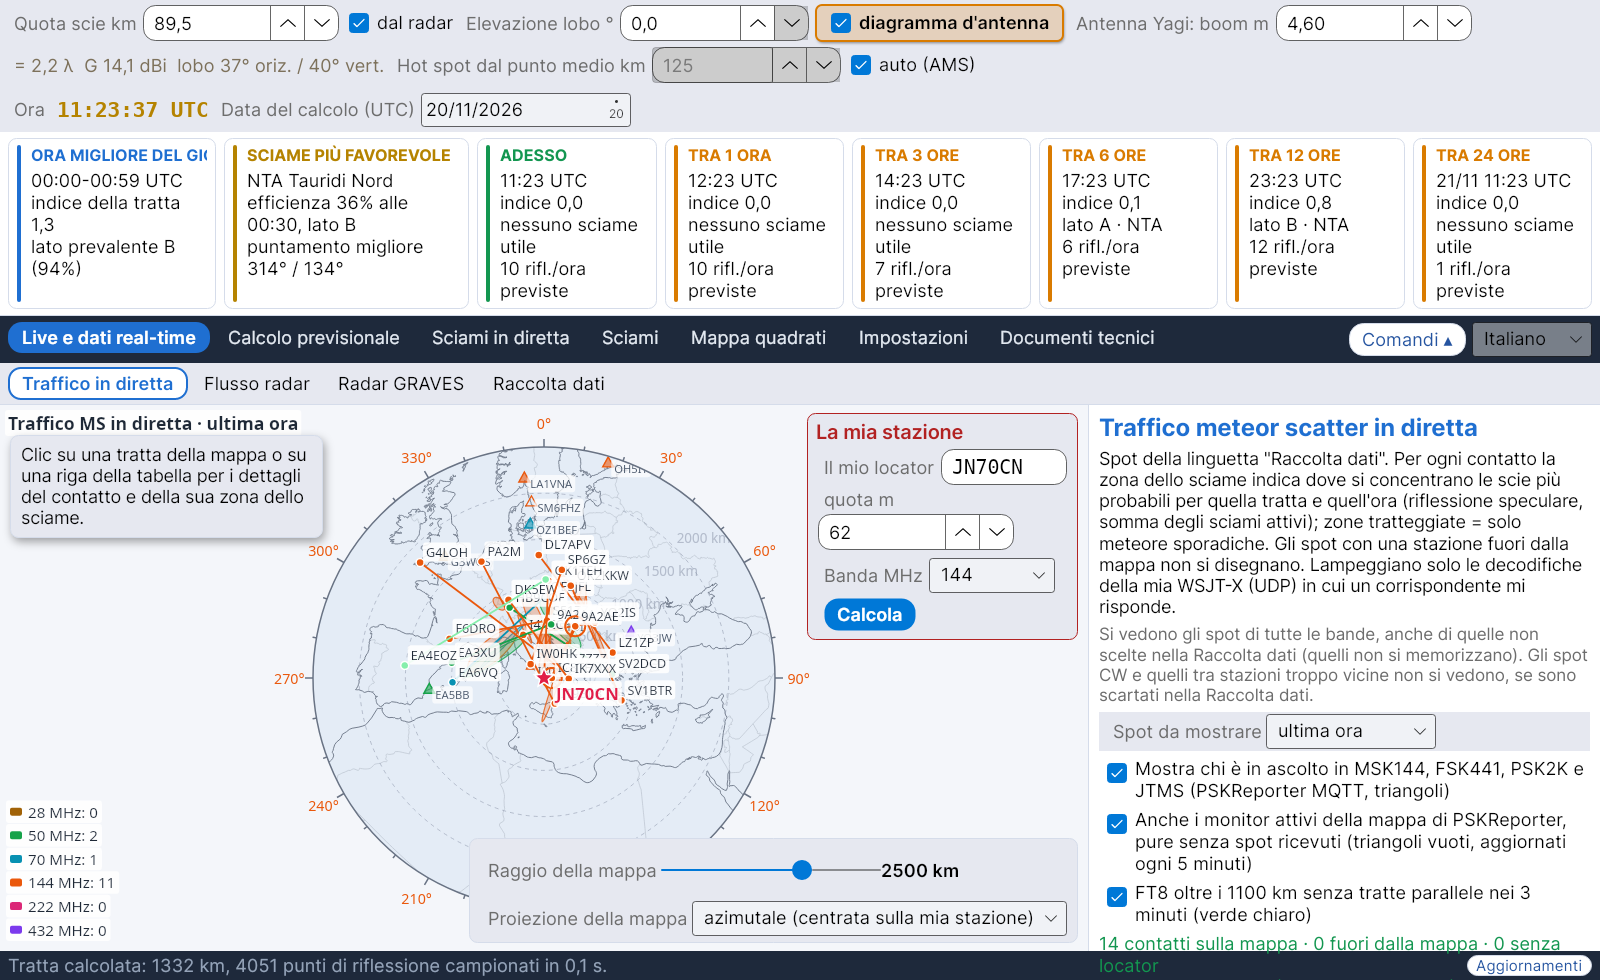 Quota scie km 89,5 dal radar Elevazione lobo ° 0,0 diagramma d'antenna Antenna Yagi: boom m 4,60
= 2,2 λ G 14,1 dBi lobo 37° oriz. / 40° vert. Hot spot dal punto medio km 125 auto (AMS)
Ora 11:23:37 UTC Data del calcolo (UTC) 20/11/2026 20
ORA MIGLIORE DEL GIO
00:00-00:59 UTC
indice della tratta
1,3
lato prevalente B
(94%)
SCIAME PIÙ FAVOREVOLE
NTA Tauridi Nord
efficienza 36% alle
00:30, lato B
puntamento migliore
314° / 134°
ADESSO
11:23 UTC
indice 0,0
nessuno sciame
utile
10 rifl./ora
previste
TRA 1 ORA
12:23 UTC
indice 0,0
nessuno sciame
utile
10 rifl./ora
previste
TRA 3 ORE
14:23 UTC
indice 0,0
nessuno sciame
utile
7 rifl./ora
previste
TRA 6 ORE
17:23 UTC
indice 0,1
lato A · NTA
6 rifl./ora
previste
TRA 12 ORE
23:23 UTC
indice 0,8
lato B · NTA
12 rifl./ora
previste
TRA 24 ORE
21/11 11:23 UTC
indice 0,0
nessuno sciame
utile
1 rifl./ora
previste
Live e dati real-time Calcolo previsionale Sciami in diretta Sciami Mappa quadrati Impostazioni Documenti tecnici Comandi ▴ Italiano
Traffico in diretta Flusso radar Radar GRAVES Raccolta dati
Traffico MS in diretta · ultima ora
Clic su una tratta della mappa o su
una riga della tabella per i dettagli
del contatto e della sua zona dello
sciame.
0°
330° 30°
LA1VNA
SM6FHZ
OZ1BEF
2000 km
DL7APV
300° 60°
G4LOH PA2M SP6GZ
1500 km
DK5EW
9A2AE
F6DRO
LZ1ZP
EA4EOZ EA3XU IW0HK
EA6VQ IK7XXX SV2DCD
270° 90°
EA5BB JN70CN SV1BTR
240° 120°
210°
28 MHz: 0
50 MHz: 2
70 MHz: 1
144 MHz: 11
222 MHz: 0
432 MHz: 0
La mia stazione
Il mio locator JN70CN
quota m
62
Banda MHz 144
Calcola
Raggio della mappa 2500 km
Proiezione della mappa azimutale (centrata sulla mia stazione)
Traffico meteor scatter in diretta
Spot della linguetta "Raccolta dati". Per ogni contatto la
zona dello sciame indica dove si concentrano le scie più
probabili per quella tratta e quell'ora (riflessione speculare,
somma degli sciami attivi); zone tratteggiate = solo
meteore sporadiche. Gli spot con una stazione fuori dalla
mappa non si disegnano. Lampeggiano solo le decodifiche
della mia WSJT-X (UDP) in cui un corrispondente mi
risponde.
Si vedono gli spot di tutte le bande, anche di quelle non
scelte nella Raccolta dati (quelli non si memorizzano). Gli spot
CW e quelli tra stazioni troppo vicine non si vedono, se sono
scartati nella Raccolta dati.
Spot da mostrare ultima ora
Mostra chi è in ascolto in MSK144, FSK441, PSK2K e
JTMS (PSKReporter MQTT, triangoli)
Anche i monitor attivi della mappa di PSKReporter,
pure senza spot ricevuti (triangoli vuoti, aggiornati
ogni 5 minuti)
FT8 oltre i 1100 km senza tratte parallele nei 3
minuti (verde chiaro)
14 contatti sulla mappa · 0 fuori dalla mappa · 0 senza
locator
Tratta calcolata: 1332 km, 4051 punti di riflessione campionati in 0,1 s.
Aggiornamenti